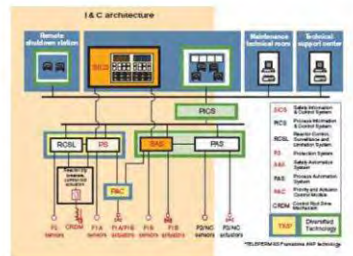 I & C architecture
Remote
shutdown station
Maintenance
technical room
Technical
support center
SICS
PICS
RCSL
PS
SAS
PAS
PAC
CRDM
PS
sensors
F1A
sensors
F1A/F1B
actuators
F1B
sensors
F1B
actuators
F2/NC
sensors
F2/NC
actuators
SICS Safety Information
& Control System
PICS Process Information
& Control System
RCSL Reactor Control,
Surveillance and
Limitation System
PS Protection System
SAS Safety Automation
System
PAS Process Automation
System
PAC Priority and Actuator
Control Module
CRDM Control Rod Drive
Mechanism
Diversified
Technology